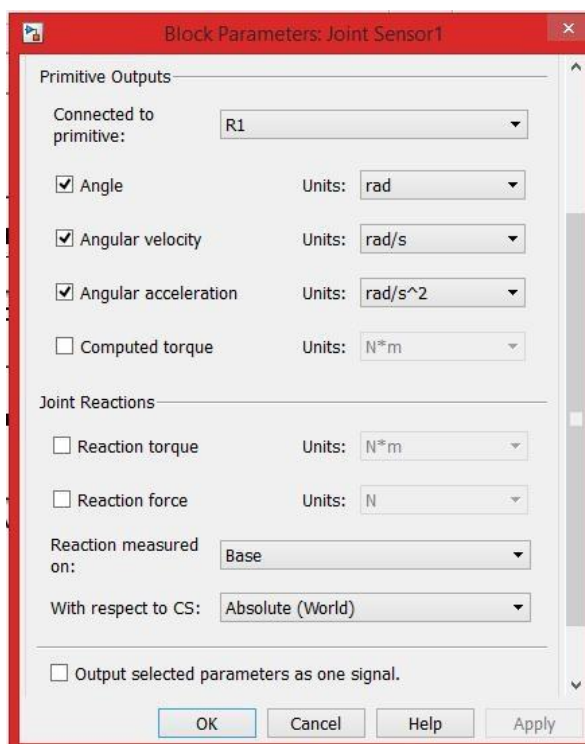 Block Parameters: Joint Sensor1
Primitive Outputs
Connected to
primitive:
R1
Angle Units: rad
Angular velocity Units: rad/s
Angular acceleration Units: rad/s^2
Computed torque Units: N*m
Joint Reactions
Reaction torque Units: N*m
Reaction force Units: N
Reaction measured
on:
Base
With respect to CS: Absolute (World)
Output selected parameters as one signal.
OK Cancel Help Apply